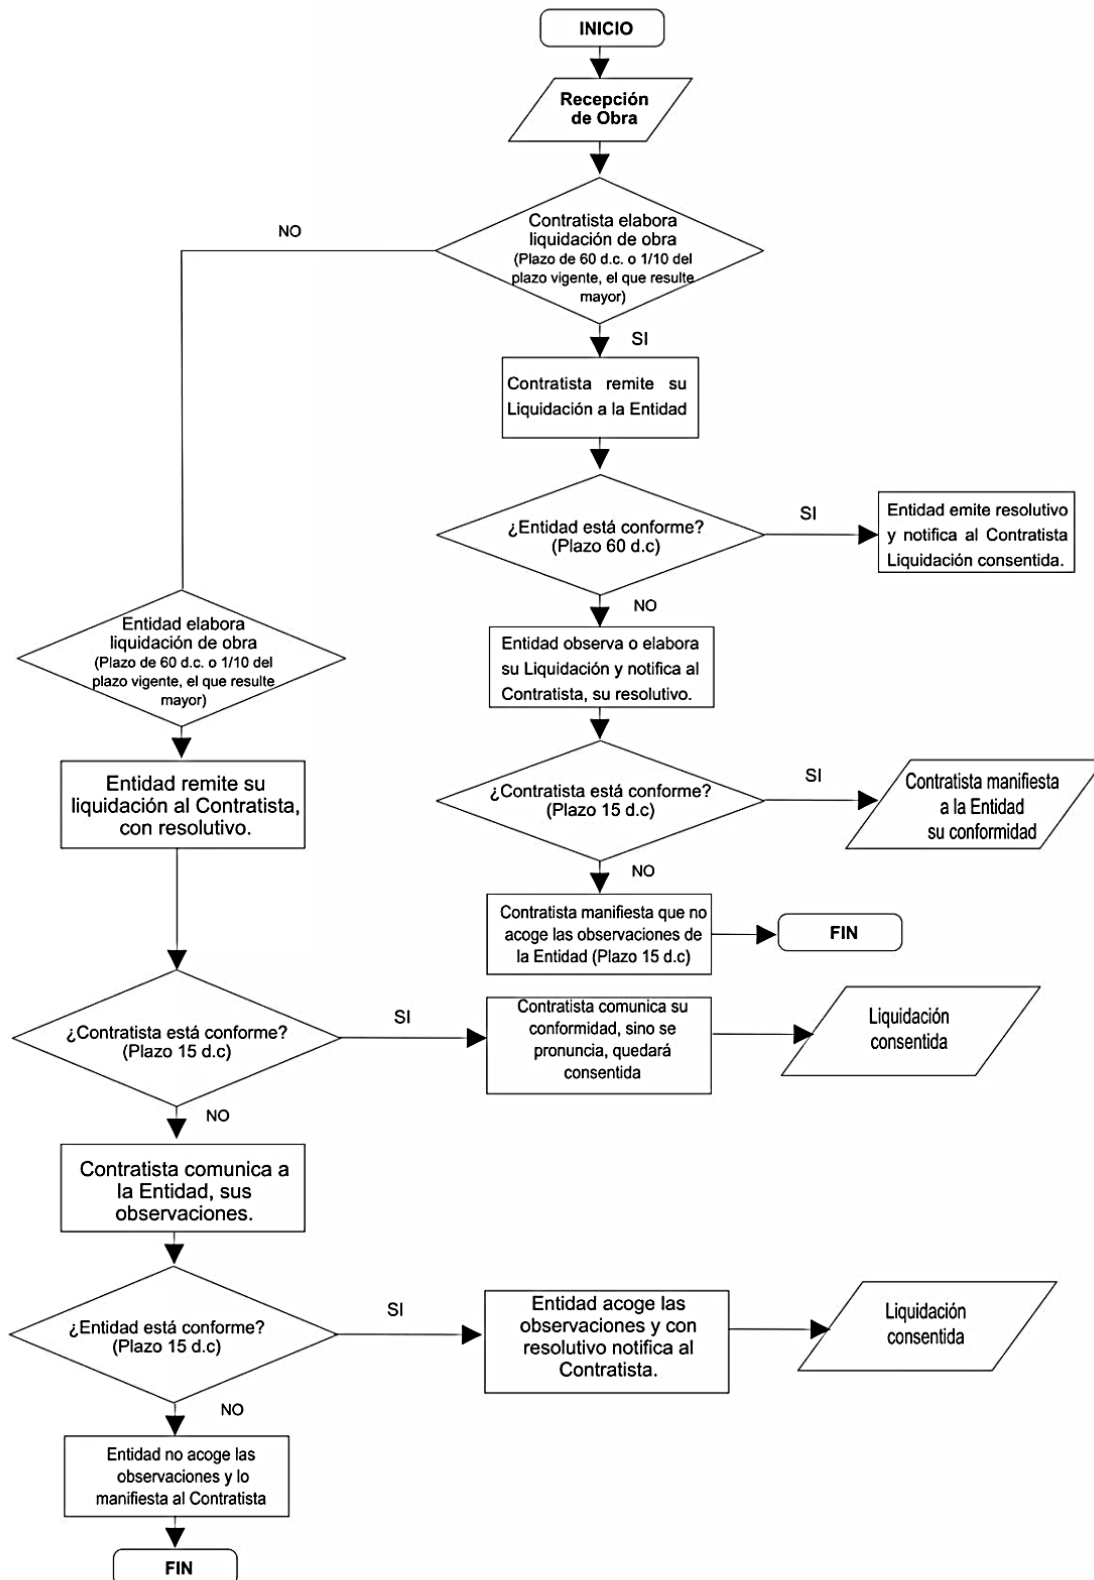 INICIO
Recepción
de Obra
Contratista elabora
liquidación de obra
(Plazo de 60 d.c. o 1/10 del
plazo vigente, el que resulte
mayor)
NO
SI
Contratista remite su
Liquidación a la Entidad
¿Entidad está conforme?
(Plazo 60 d.c)
SI
Entidad emite resolutivo
y notifica al Contratista
Liquidación consentida.
NO
Entidad observa o elabora
su Liquidación y notifica al
Contratista, su resolutivo.
¿Contratista está conforme?
(Plazo 15 d.c)
SI
Contratista manifiesta
a la Entidad
su conformidad
NO
Contratista manifiesta que no
acoge las observaciones de
la Entidad (Plazo 15 d.c)
FIN
Entidad elabora
liquidación de obra
(Plazo de 60 d.c. o 1/10 del
plazo vigente, el que resulte
mayor)
Entidad remite su
liquidación al Contratista,
con resolutivo.
¿Contratista está conforme?
(Plazo 15 d.c)
SI
Contratista comunica su
conformidad, sino se
pronuncia, quedará
consentida
Liquidación
consentida
NO
Contratista comunica a
la Entidad, sus
observaciones.
¿Entidad está conforme?
(Plazo 15 d.c)
SI
Entidad acoge las
observaciones y con
resolutivo notifica al
Contratista.
Liquidación
consentida
NO
Entidad no acoge las
observaciones y lo
manifiesta al Contratista
FIN